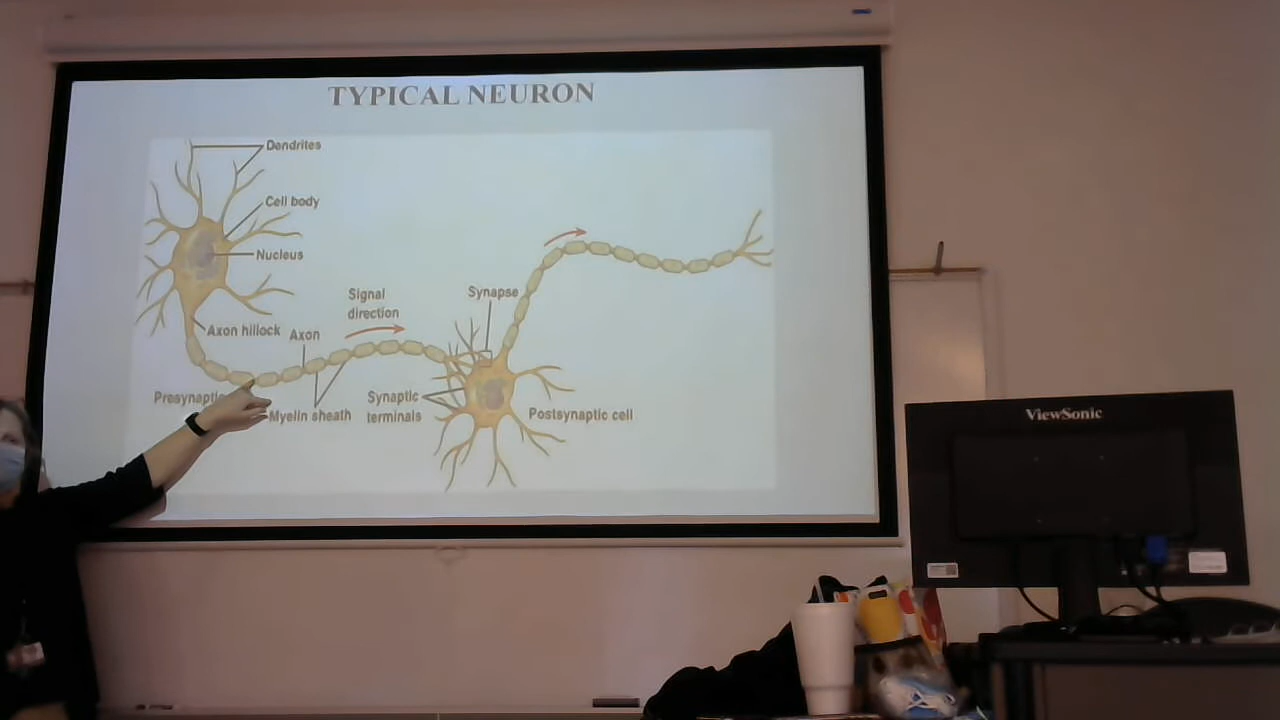 TYPICAL NEURON
Dendrites
Cell body
Nucleus
Signal
direction
Synapse
Axon hillock
Axon
Presynaptic
Myelin sheath
Synaptic
terminals
Postsynaptic cell
ViewSonic